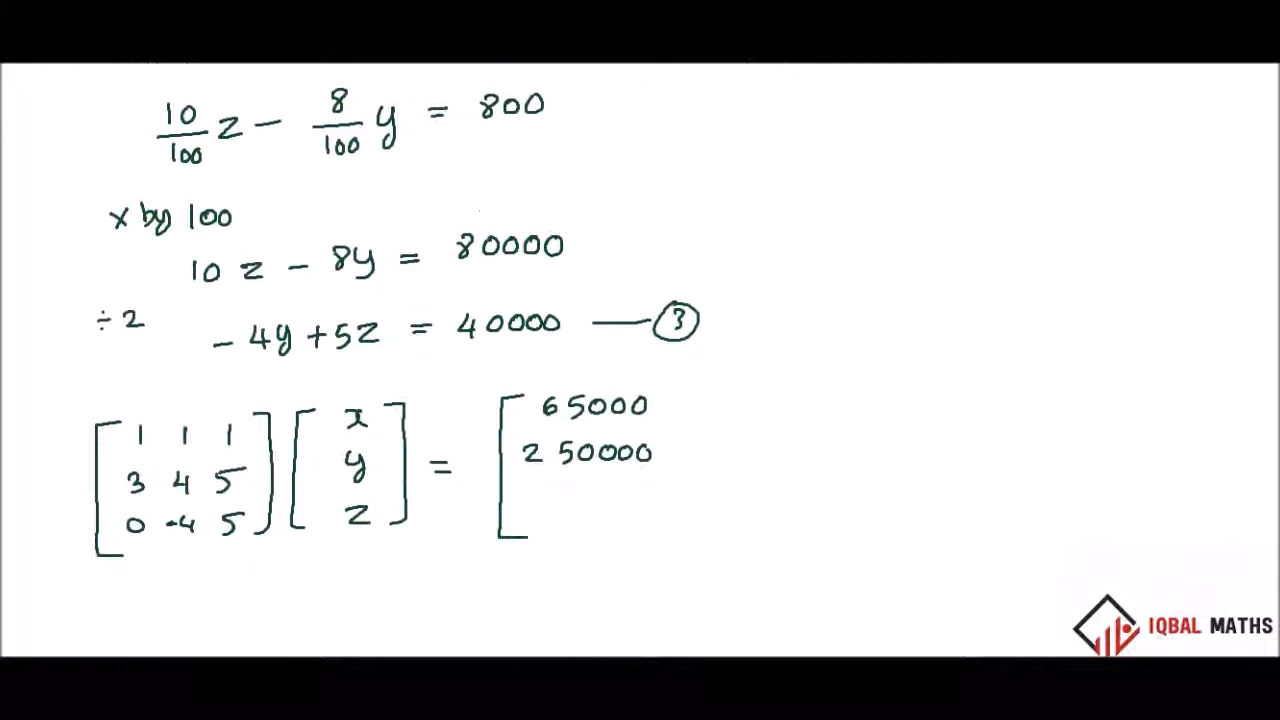 10/100 z - 8/100 y = 800
x by 100
10 z - 8y = 80000
÷ 2 - 4y + 5z = 40000 — ③
[ 1 1 1 ] [ x ] = [ 65000
[ 3 4 5 ] [ y ] [ 250000
[ 0 -4 5 ] [ z ] [
IQBAL MATHS